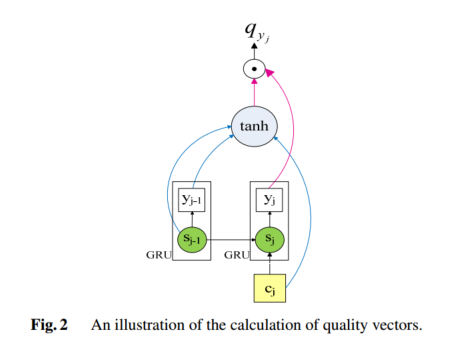 q_{y_j}
tanh
y_{j-1} y_j
s_{j-1} s_j
GRU GRU
c_j
Fig. 2 An illustration of the calculation of quality vectors.